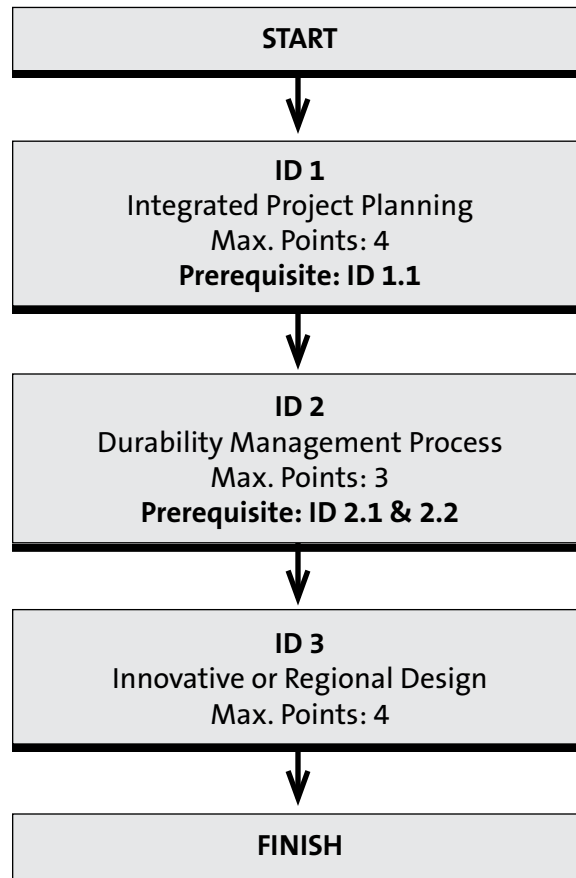 START
ID 1
Integrated Project Planning
Max. Points: 4
Prerequisite: ID 1.1
ID 2
Durability Management Process
Max. Points: 3
Prerequisite: ID 2.1 & 2.2
ID 3
Innovative or Regional Design
Max. Points: 4
FINISH